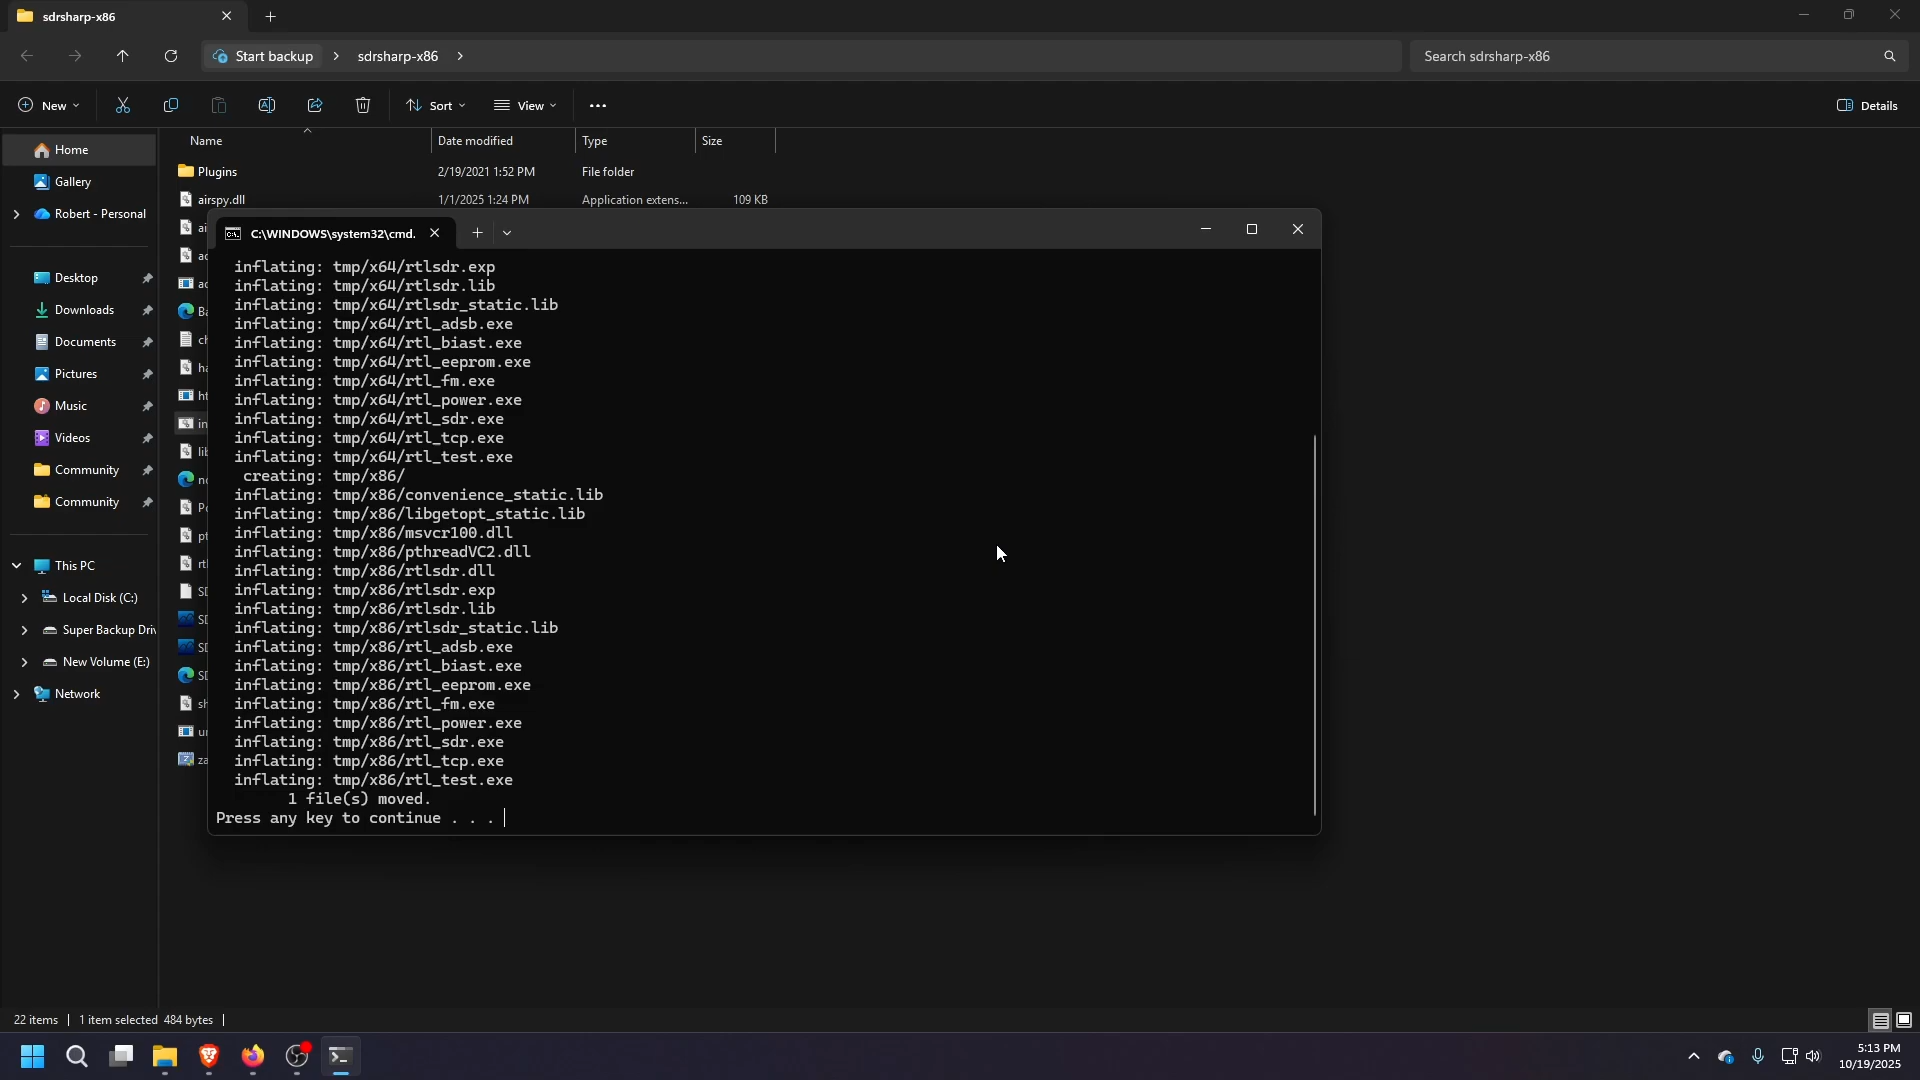 sdrsharp-x86
Start backup
sdrsharp-x86
Search sdrsharp-x86
New
Sort
View
Details
Name
Date modified
Type
Size
Home
Gallery
Robert - Personal
Desktop
Downloads
Documents
Pictures
Music
Videos
Community
Community
This PC
Local Disk (C:)
Super Backup Driv
New Volume (E:)
Network
Plugins
2/19/2021 1:52 PM
File folder
airspy.dll
1/1/2025 1:24 PM
Application extens...
109 KB
C:\WINDOWS\system32\cmd.
inflating: tmp/x64/rtlsdr.exp
inflating: tmp/x64/rtlsdr.lib
inflating: tmp/x64/rtlsdr_static.lib
inflating: tmp/x64/rtl_adsb.exe
inflating: tmp/x64/rtl_biast.exe
inflating: tmp/x64/rtl_eeprom.exe
inflating: tmp/x64/rtl_fm.exe
inflating: tmp/x64/rtl_power.exe
inflating: tmp/x64/rtl_sdr.exe
inflating: tmp/x64/rtl_tcp.exe
inflating: tmp/x64/rtl_test.exe
creating: tmp/x86/
inflating: tmp/x86/convenience_static.lib
inflating: tmp/x86/libgetopt_static.lib
inflating: tmp/x86/msvcr100.dll
inflating: tmp/x86/pthreadVC2.dll
inflating: tmp/x86/rtlsdr.dll
inflating: tmp/x86/rtlsdr.exp
inflating: tmp/x86/rtlsdr.lib
inflating: tmp/x86/rtlsdr_static.lib
inflating: tmp/x86/rtl_adsb.exe
inflating: tmp/x86/rtl_biast.exe
inflating: tmp/x86/rtl_eeprom.exe
inflating: tmp/x86/rtl_fm.exe
inflating: tmp/x86/rtl_power.exe
inflating: tmp/x86/rtl_sdr.exe
inflating: tmp/x86/rtl_tcp.exe
inflating: tmp/x86/rtl_test.exe
1 file(s) moved.
Press any key to continue . . .
22 items
1 item selected 484 bytes
5:13 PM
10/19/2025